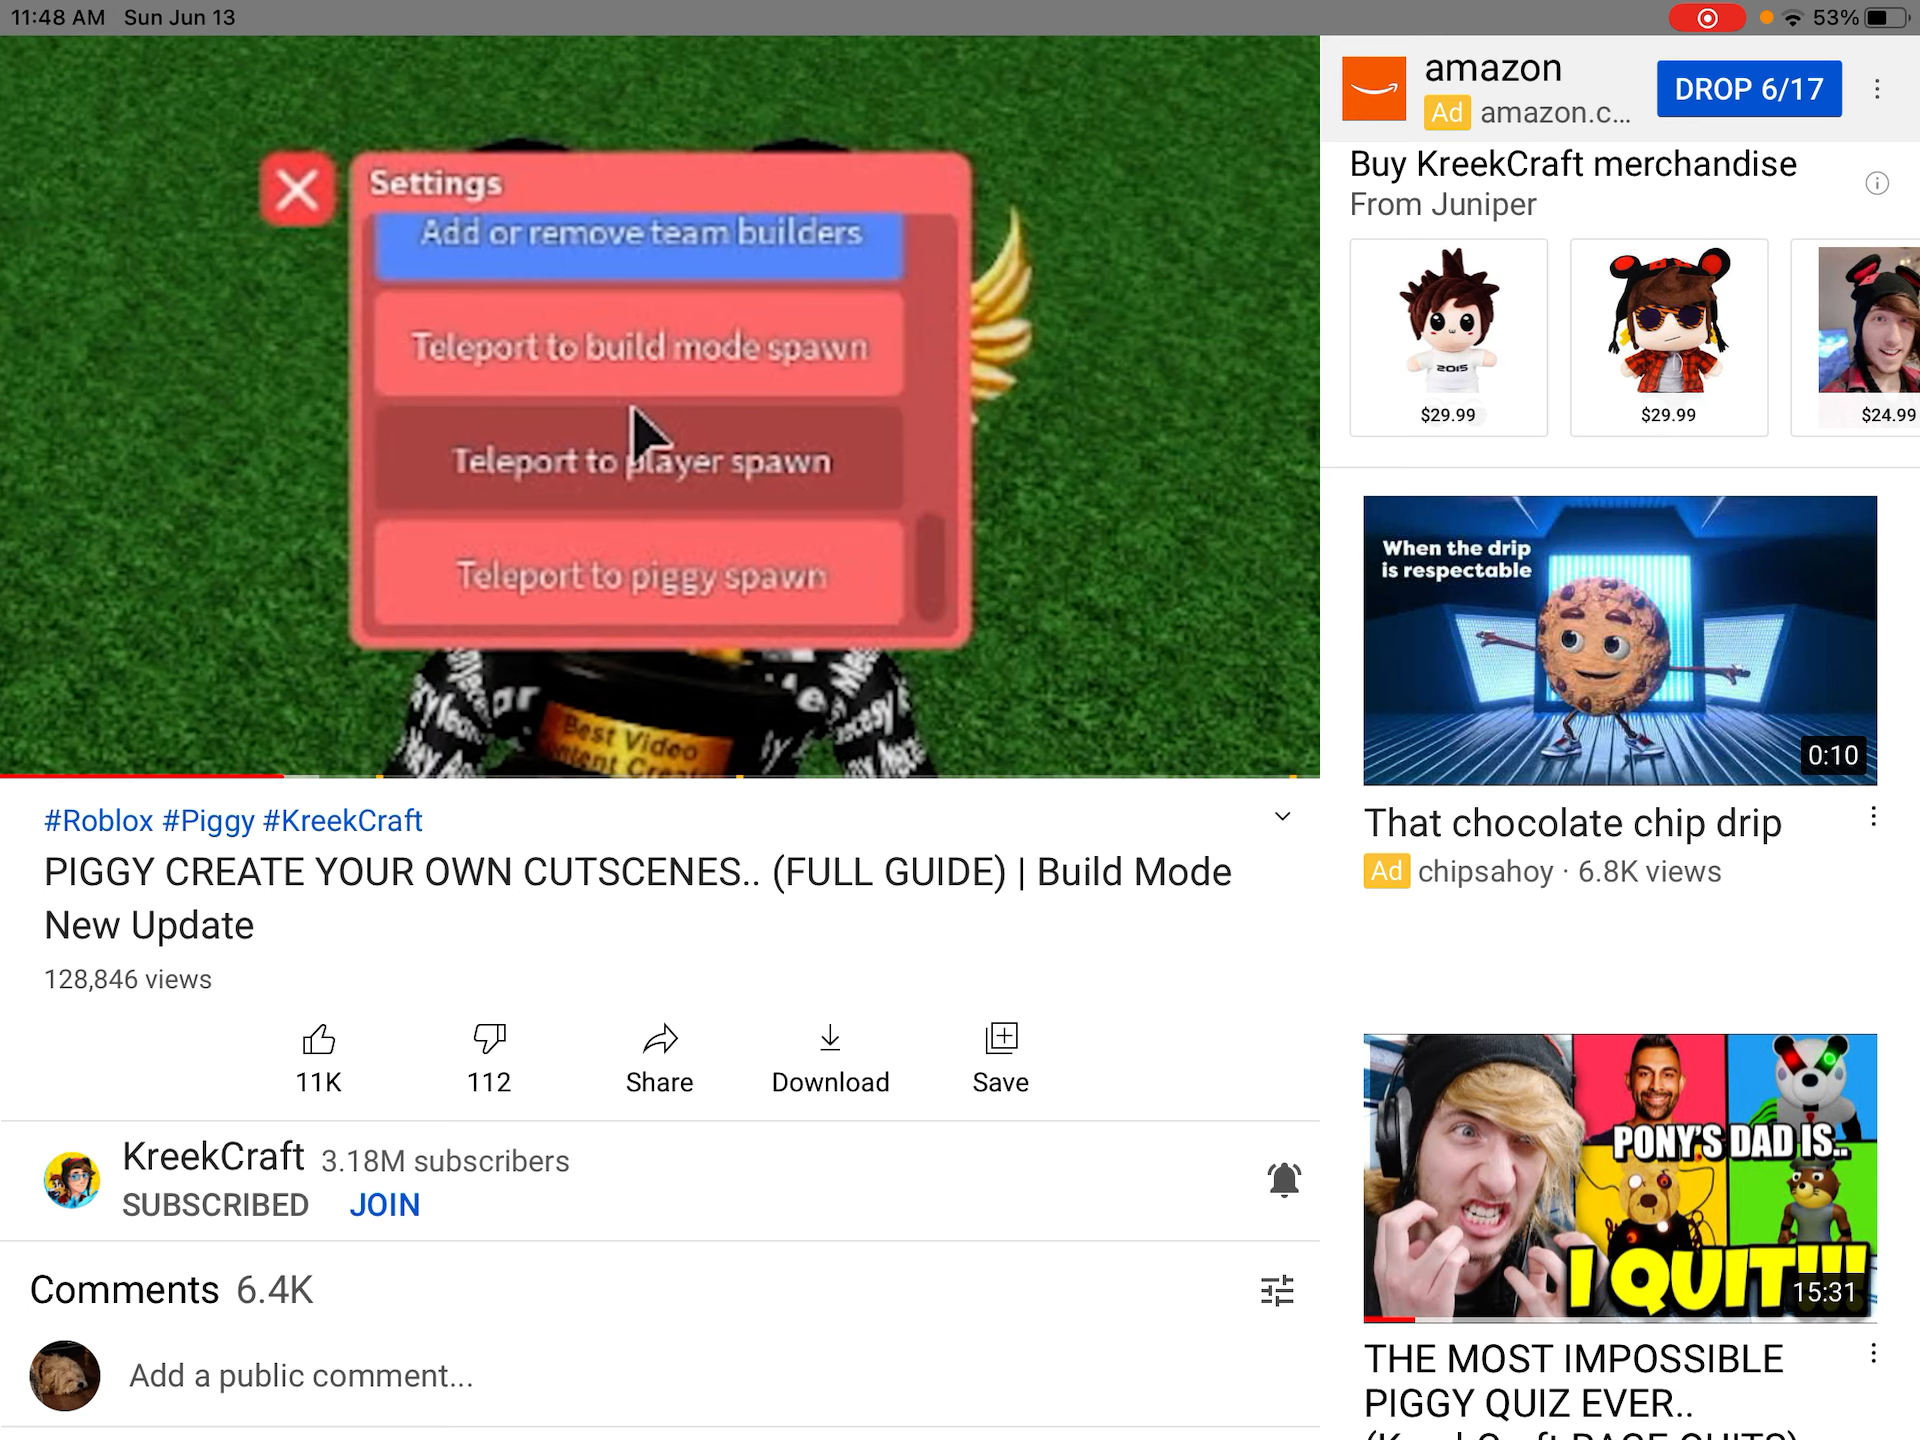 11:48 AM Sun Jun 13
53%
Settings
Add or remove team builders
Teleport to build mode spawn
Teleport to player spawn
Teleport to piggy spawn
Best Video
#Roblox #Piggy #KreekCraft
PIGGY CREATE YOUR OWN CUTSCENES.. (FULL GUIDE) | Build Mode
New Update
128,846 views
11K
112
Share
Download
Save
KreekCraft 3.18M subscribers
SUBSCRIBED JOIN
Comments 6.4K
Add a public comment...
amazon
Ad amazon.c...
DROP 6/17
Buy KreekCraft merchandise
From Juniper
2015
$29.99
$29.99
$24.99
When the drip
is respectable
0:10
That chocolate chip drip
Ad chipsahoy · 6.8K views
PONY'S DAD IS..
I QUIT!!!
15:31
THE MOST IMPOSSIBLE
PIGGY QUIZ EVER..